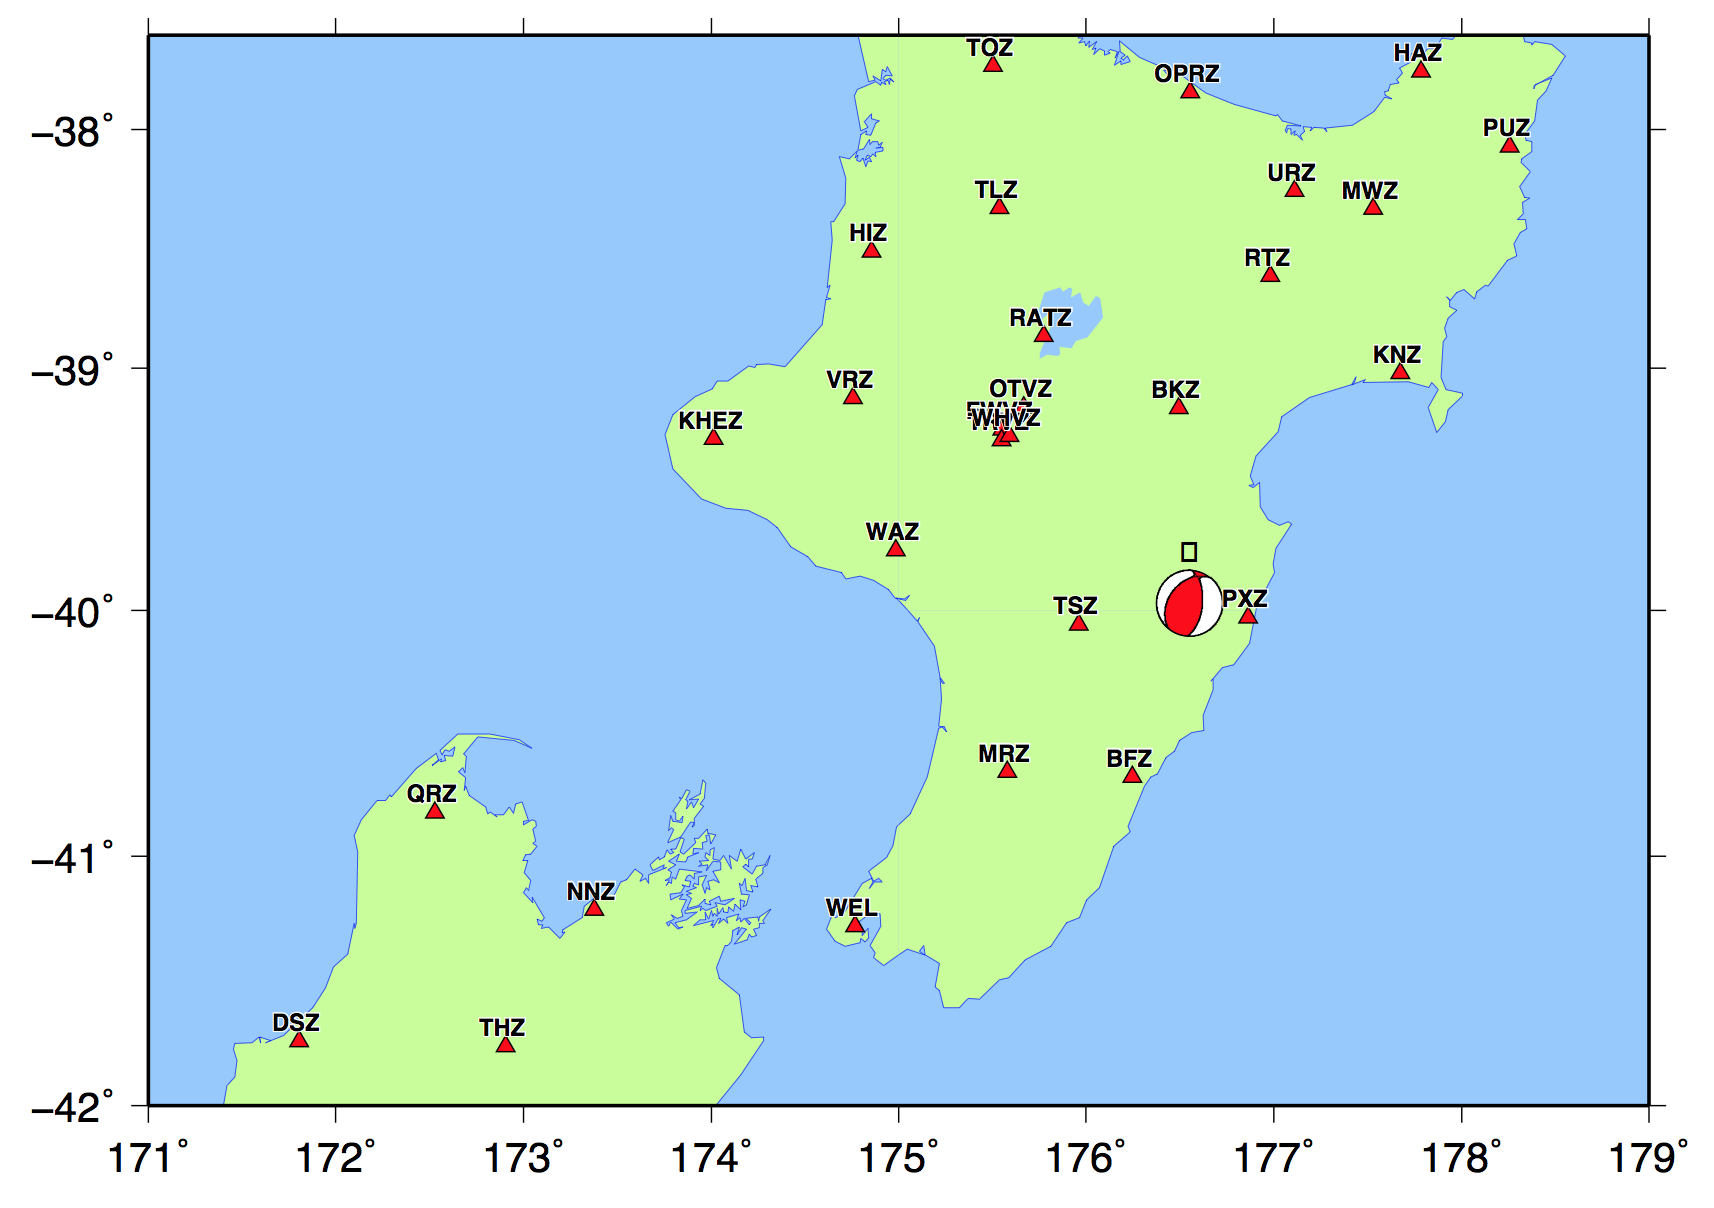 TOZ
HAZ
OPRZ
−38°
PUZ
URZ
TLZ
MWZ
HIZ
RTZ
RATZ
KNZ
−39°
VRZ
OTVZ
BKZ
WHVZ
KHEZ
WAZ
PXZ
TSZ
−40°
MRZ
BFZ
QRZ
−41°
NNZ
WEL
DSZ
THZ
−42°
171° 172° 173° 174° 175° 176° 177° 178° 179°